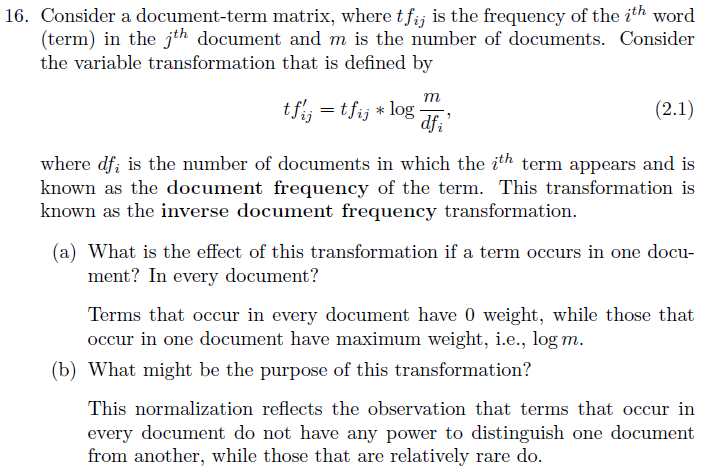 16. Consider a document-term matrix, where tf_ij is the frequency of the i^th word
(term) in the j^th document and m is the number of documents. Consider
the variable transformation that is defined by
tf'_ij = tf_ij * log m/df_i, (2.1)
where df_i is the number of documents in which the i^th term appears and is
known as the document frequency of the term. This transformation is
known as the inverse document frequency transformation.
(a) What is the effect of this transformation if a term occurs in one docu-
ment? In every document?
Terms that occur in every document have 0 weight, while those that
occur in one document have maximum weight, i.e., log m.
(b) What might be the purpose of this transformation?
This normalization reflects the observation that terms that occur in
every document do not have any power to distinguish one document
from another, while those that are relatively rare do.